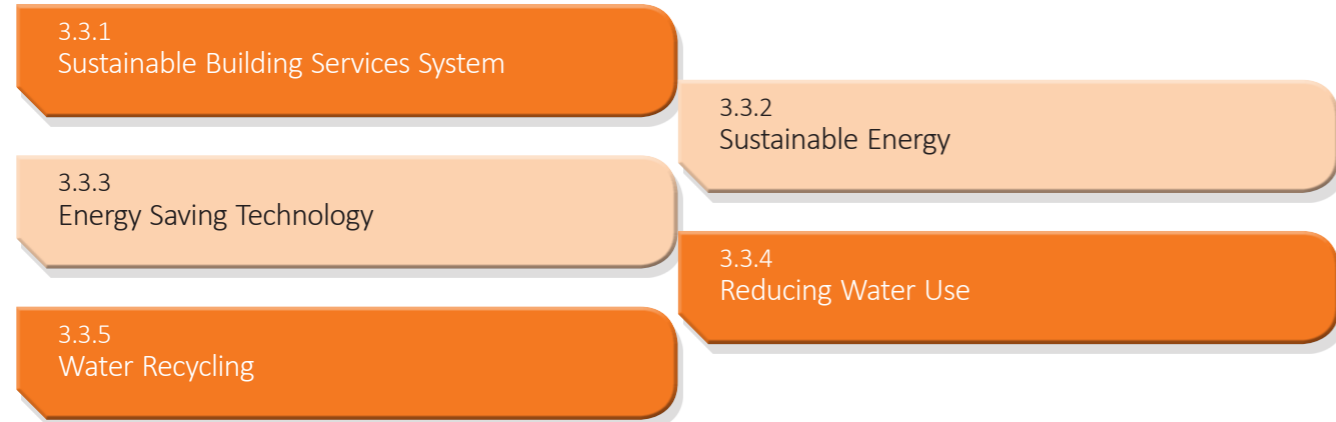 3.3.1
Sustainable Building Services System
3.3.2
Sustainable Energy
3.3.3
Energy Saving Technology
3.3.4
Reducing Water Use
3.3.5
Water Recycling